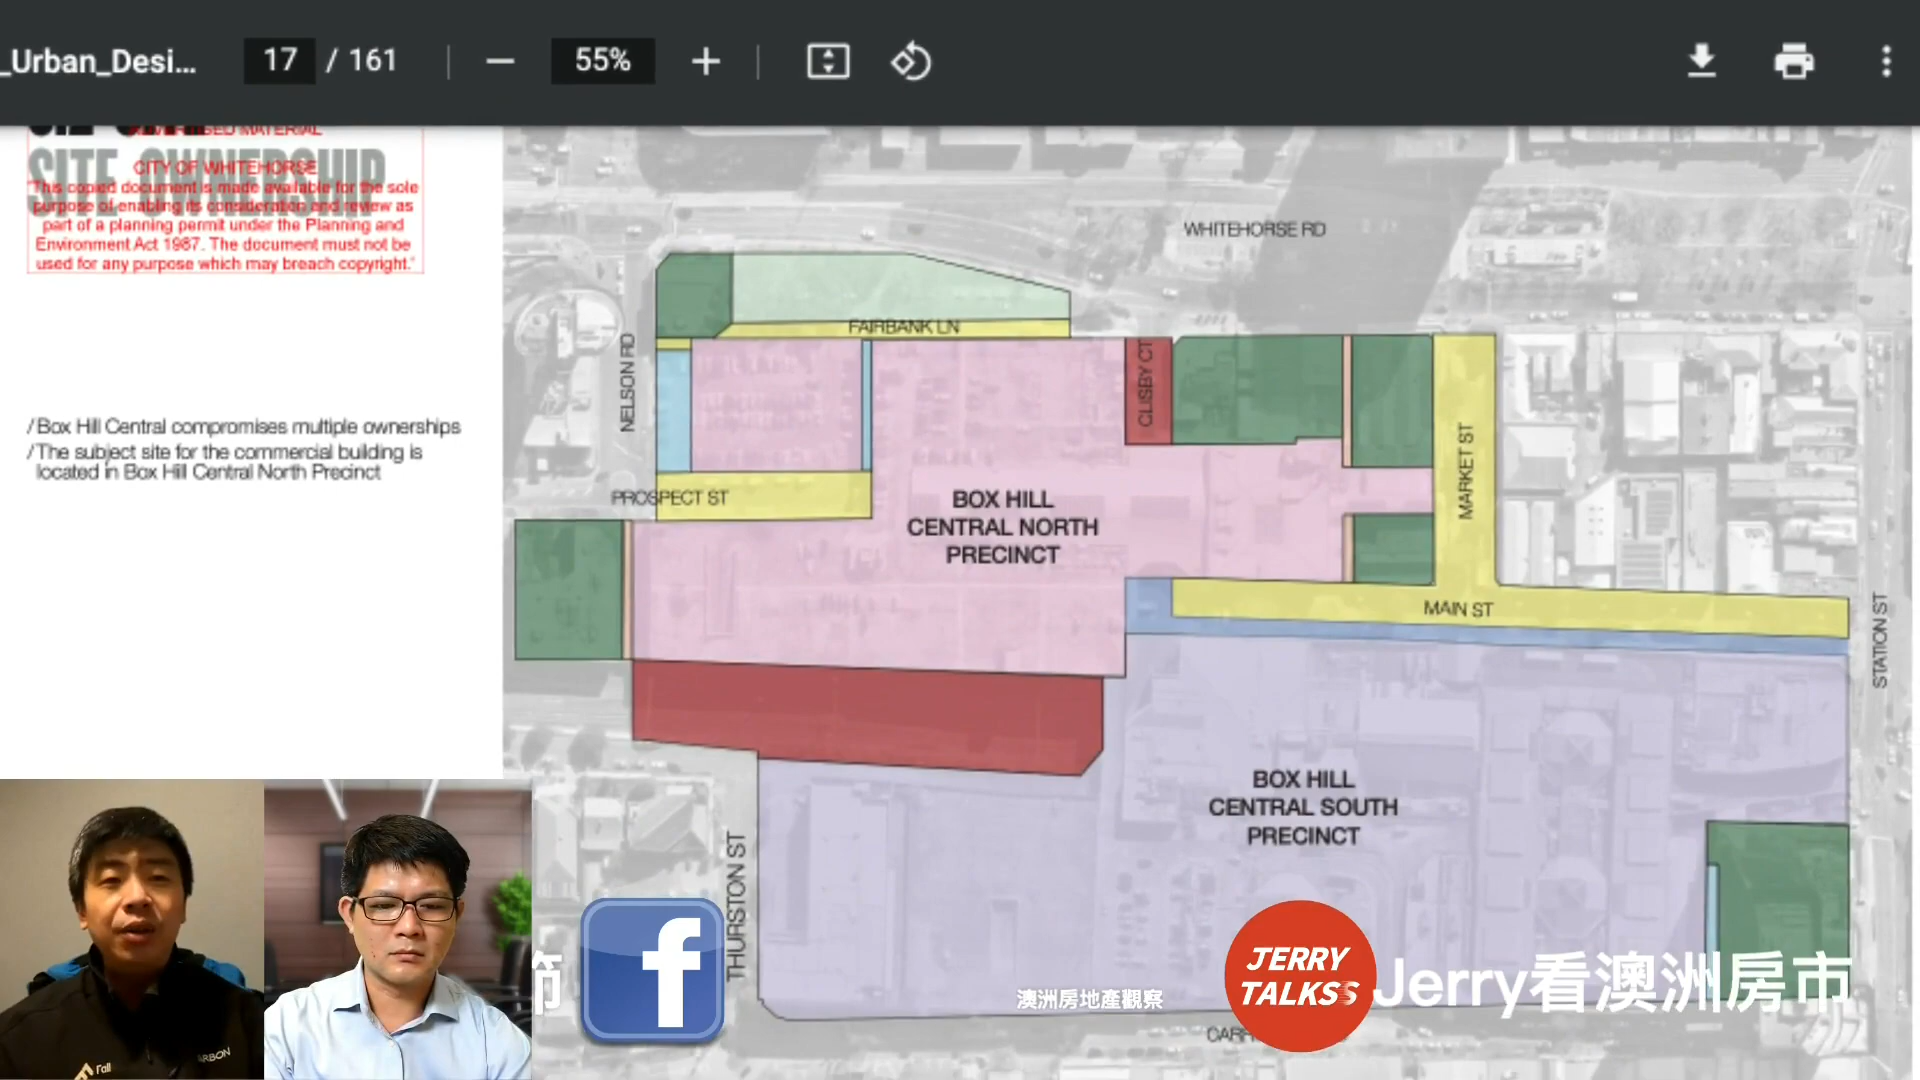 _Urban_Desi...
17 / 161
55%
ADVERTISED MATERIAL
SITE OWNERSHIP
CITY OF WHITEHORSE
"This copied document is made available for the sole
purpose of enabling its consideration and review as
part of a planning permit under the Planning and
Environment Act 1987. The document must not be
used for any purpose which may breach copyright."
/ Box Hill Central compromises multiple ownerships
/ The subject site for the commercial building is
located in Box Hill Central North Precinct
WHITEHORSE RD
FAIRBANK LN
NELSON RD
CLISBY CT
MARKET ST
PROSPECT ST
BOX HILL
CENTRAL NORTH
PRECINCT
MAIN ST
STATION ST
BOX HILL
CENTRAL SOUTH
PRECINCT
THURSTON ST
節
f
澳洲房地產觀察
JERRY
TALKSS
Jerry看澳洲房市